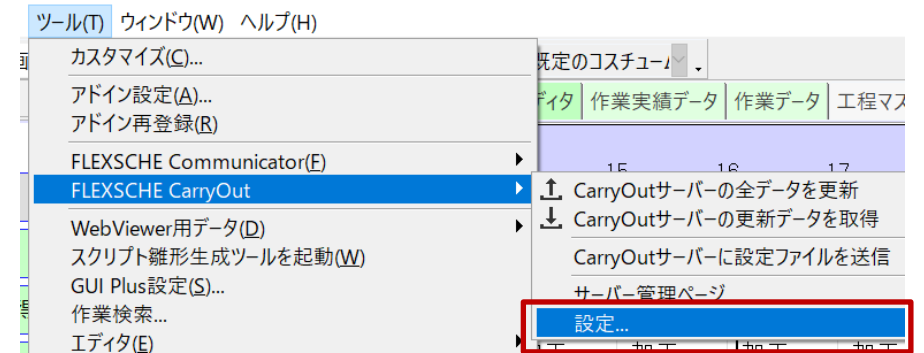 ツール(T) ウィンドウ(W) ヘルプ(H)
カスタマイズ(C)...
既定のコスチューム
アドイン設定(A)...
アドイン再登録(R)
作業実績データ 作業データ 工程マス
FLEXSCHE Communicator(F)
15 16 17
FLEXSCHE CarryOut
CarryOutサーバーの全データを更新
CarryOutサーバーの更新データを取得
WebViewer用データ(D)
スクリプト雛形生成ツールを起動(W)
CarryOutサーバーに設定ファイルを送信
GUI Plus設定(S)...
サーバー管理ページ
作業検索...
設定...
エディタ(E)